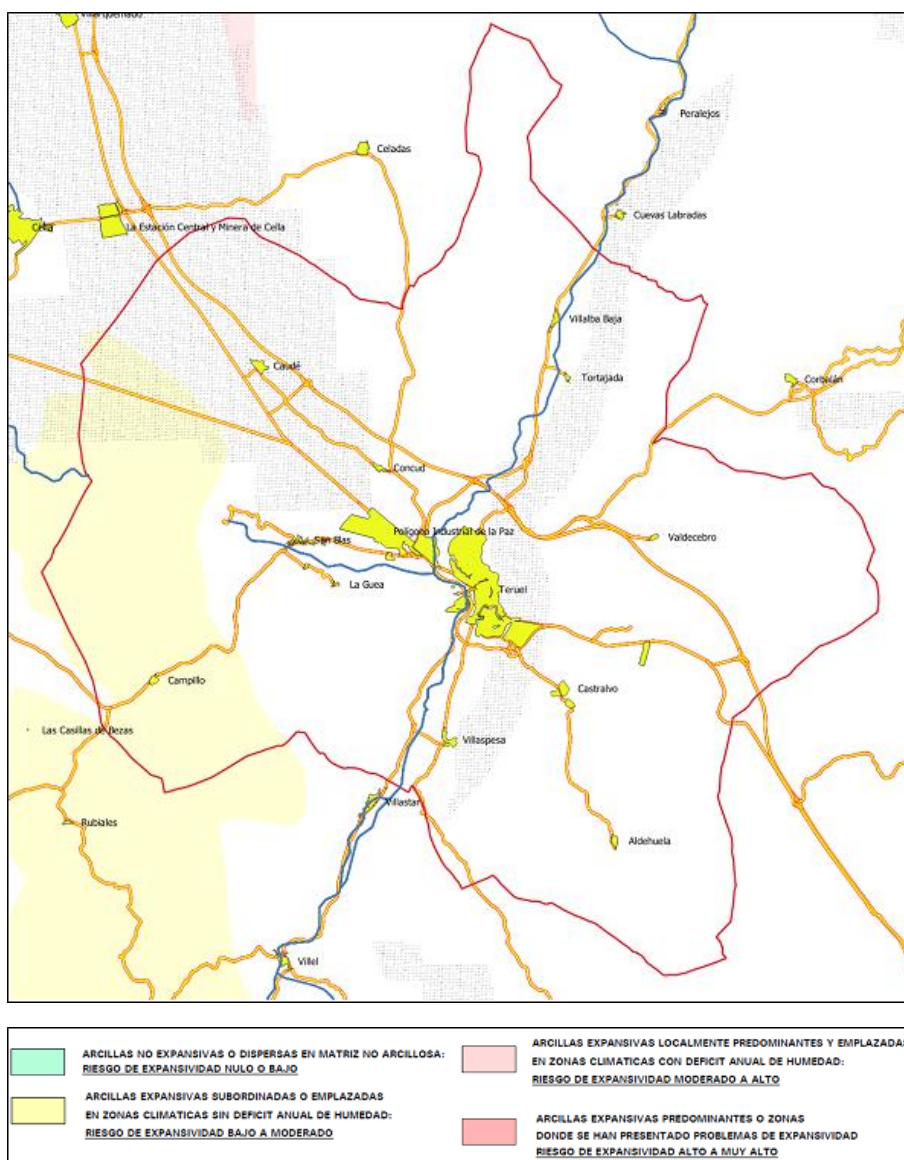 Villarquemado
Peralejos
Celadas
Cuevas Labradas
Cella
La Estación Central y Minera de Cella
Villalba Baja
Caudé
Tortajada
Corbalán
Concud
Polígono Industrial de la Paz
San Blas
Valdecebro
La Guea
Teruel
Campillo
Castralvo
Las Casillas de Bezas
Villaspesa
Villastar
Rubiales
Aldehuela
Villel
ARCILLAS NO EXPANSIVAS O DISPERSAS EN MATRIZ NO ARCILLOSA:
RIESGO DE EXPANSIVIDAD NULO O BAJO
ARCILLAS EXPANSIVAS SUBORDINADAS O EMPLAZADAS
EN ZONAS CLIMATICAS SIN DEFICIT ANUAL DE HUMEDAD:
RIESGO DE EXPANSIVIDAD BAJO A MODERADO
ARCILLAS EXPANSIVAS LOCALMENTE PREDOMINANTES Y EMPLAZADAS
EN ZONAS CLIMATICAS CON DEFICIT ANUAL DE HUMEDAD:
RIESGO DE EXPANSIVIDAD MODERADO A ALTO
ARCILLAS EXPANSIVAS PREDOMINANTES O ZONAS
DONDE SE HAN PRESENTADO PROBLEMAS DE EXPANSIVIDAD
RIESGO DE EXPANSIVIDAD ALTO A MUY ALTO